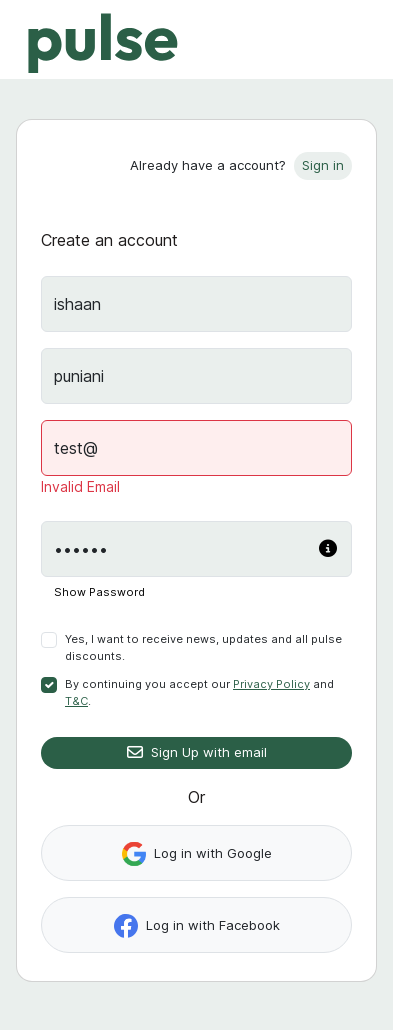 pulse
Already have a account? Sign in
Create an account
ishaan
puniani
test@
Invalid Email
••••••
Show Password
Yes, I want to receive news, updates and all pulse
discounts.
By continuing you accept our Privacy Policy and
T&C.
Sign Up with email
Or
Log in with Google
Log in with Facebook